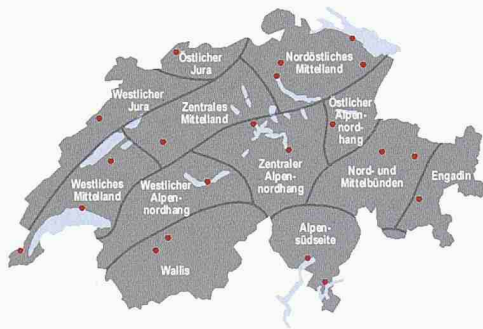 Östlicher
Jura
Nordöstliches
Mittelland
Westlicher
Jura
Zentrales
Mittelland
Östlicher
Alpen-
nord-
hang
Westliches
Mittelland
Westlicher
Alpen-
nordhang
Zentraler
Alpen-
nordhang
Nord- und
Mittelbünden
Engadin
Wallis
Alpen-
südseite